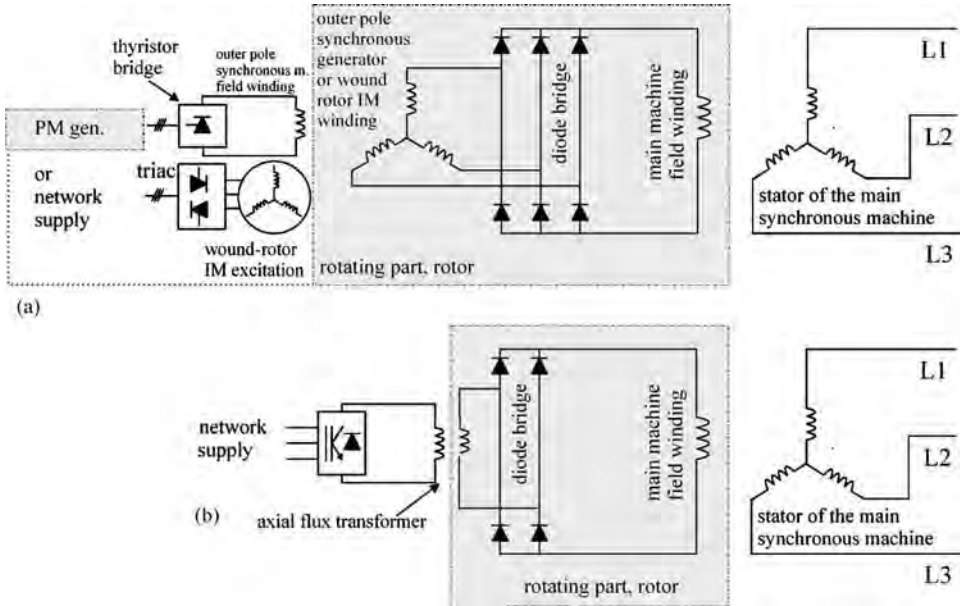 thyristor
bridge
outer pole
synchronous m.
field winding
PM gen.
or
network
supply
triac
wound-rotor
IM excitation
outer pole
synchronous
generator
or wound
rotor IM
winding
diode bridge
main machine
field winding
rotating part, rotor
L1
L2
stator of the main
synchronous machine
L3
(a)
network
supply
(b)
axial flux transformer
diode bridge
main machine
field winding
rotating part, rotor
L1
L2
stator of the main
synchronous machine
L3